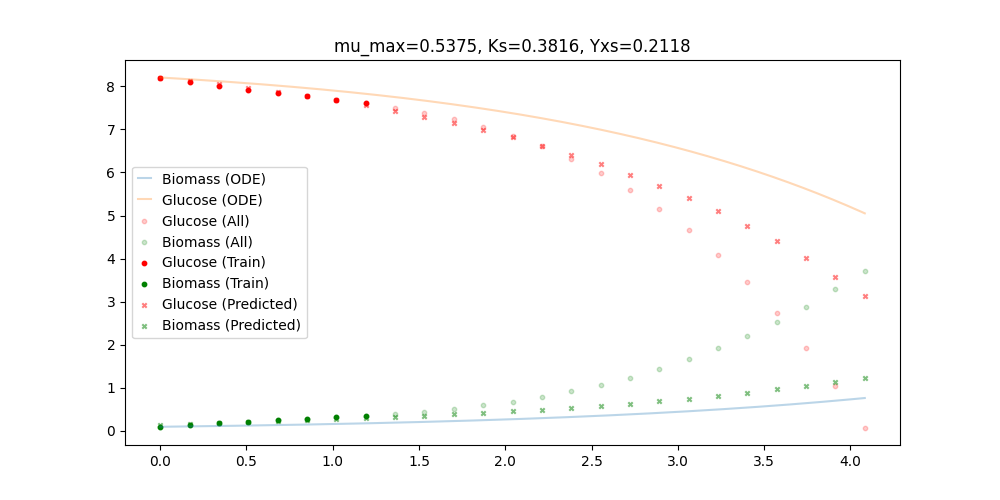 mu_max=0.5375, Ks=0.3816, Yxs=0.2118
8
7
6
5
4
3
2
1
0
Biomass (ODE)
Glucose (ODE)
Glucose (All)
Biomass (All)
Glucose (Train)
Biomass (Train)
Glucose (Predicted)
Biomass (Predicted)
0.0 0.5 1.0 1.5 2.0 2.5 3.0 3.5 4.0